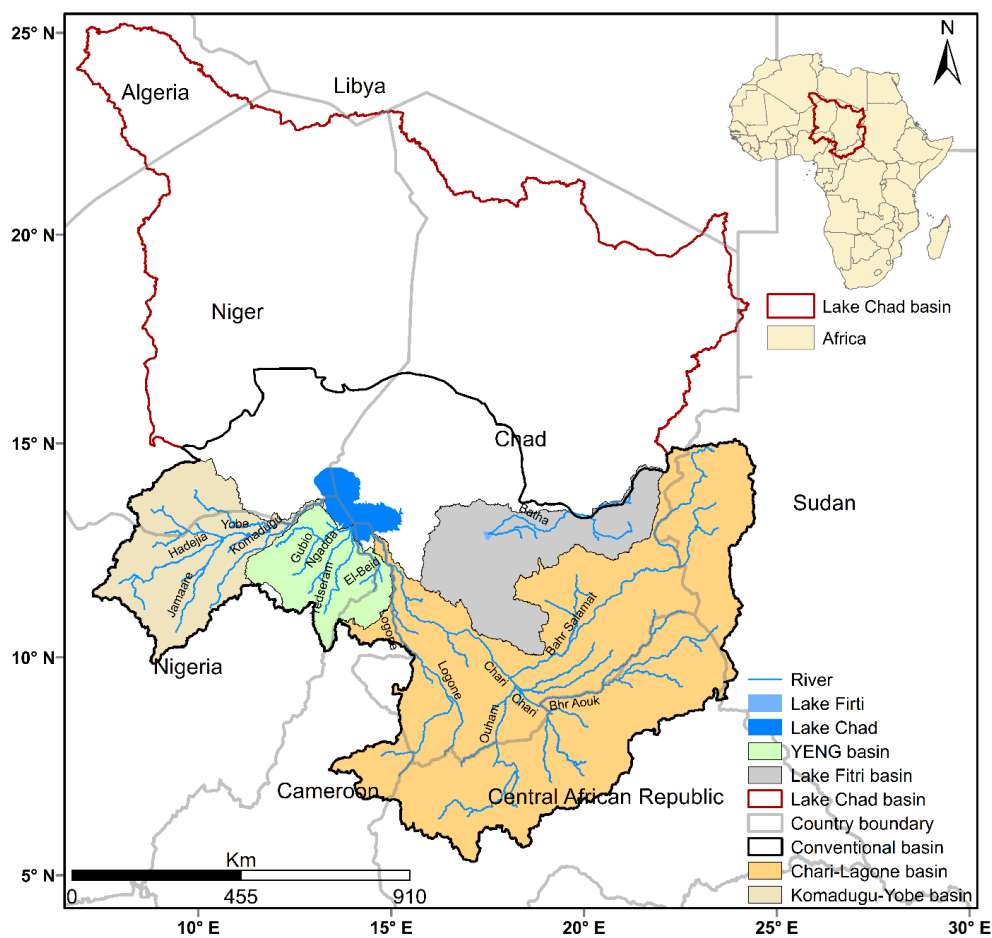 25° N
20° N
15° N
10° N
5° N
N
Algeria
Libya
Niger
Chad
Sudan
Nigeria
Cameroon
Central African Republic
Lake Chad basin
Africa
Yobe
Hadejia
Komadugu
Jamaare
Gubio
Ngadda
El-Beid
Batha
Logone
Logone
Chari
Chari
Bahr Salamat
Bhr Aouk
Ouham
River
Lake Firti
Lake Chad
YENG basin
Lake Fitri basin
Lake Chad basin
Country boundary
Conventional basin
Chari-Lagone basin
Komadugu-Yobe basin
Km
0 455 910
10° E 15° E 20° E 25° E 30° E